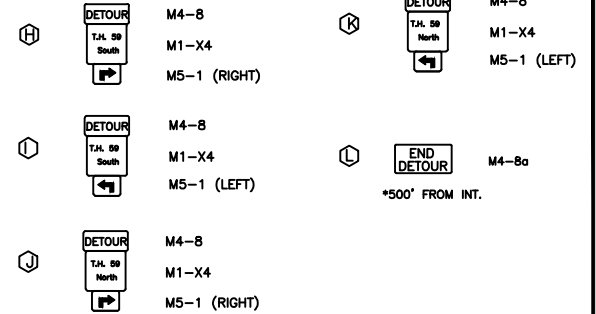 H
DETOUR
T.H. 59
South
M4-8
M1-X4
M5-1 (RIGHT)
I
DETOUR
T.H. 59
South
M4-8
M1-X4
M5-1 (LEFT)
J
DETOUR
T.H. 59
North
M4-8
M1-X4
M5-1 (RIGHT)
K
DETOUR
T.H. 59
North
M4-8
M1-X4
M5-1 (LEFT)
L
END
DETOUR
M4-8a
*500' FROM INT.